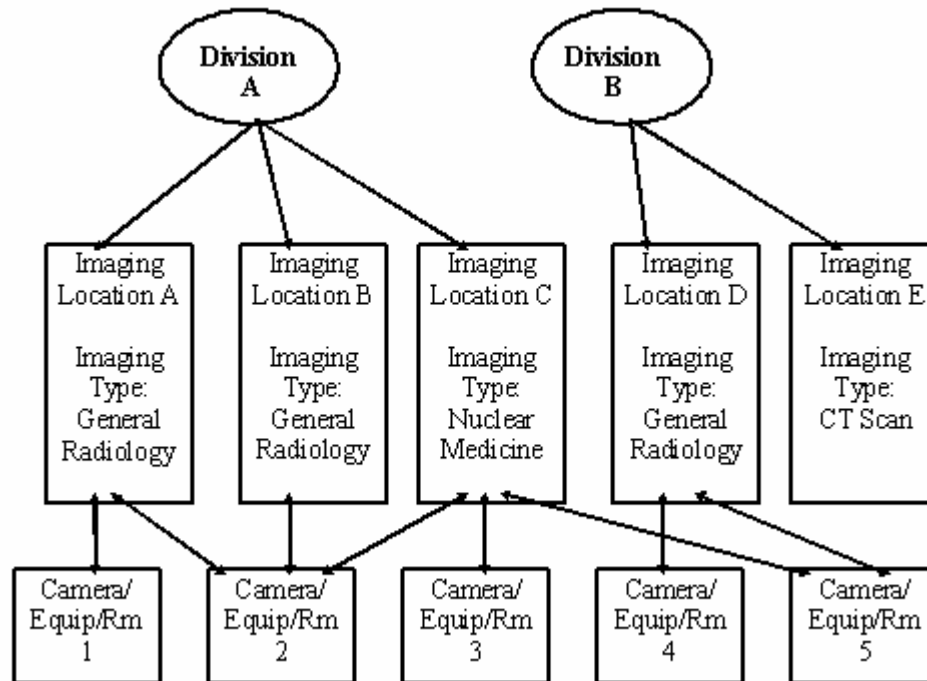 Division
A
Division
B
Imaging
Location A
Imaging
Type:
General
Radiology
Imaging
Location B
Imaging
Type:
General
Radiology
Imaging
Location C
Imaging
Type:
Nuclear
Medicine
Imaging
Location D
Imaging
Type:
General
Radiology
Imaging
Location E
Imaging
Type:
CT Scan
Camera/
Equip/Rm
1
Camera/
Equip/Rm
2
Camera/
Equip/Rm
3
Camera/
Equip/Rm
4
Camera/
Equip/Rm
5